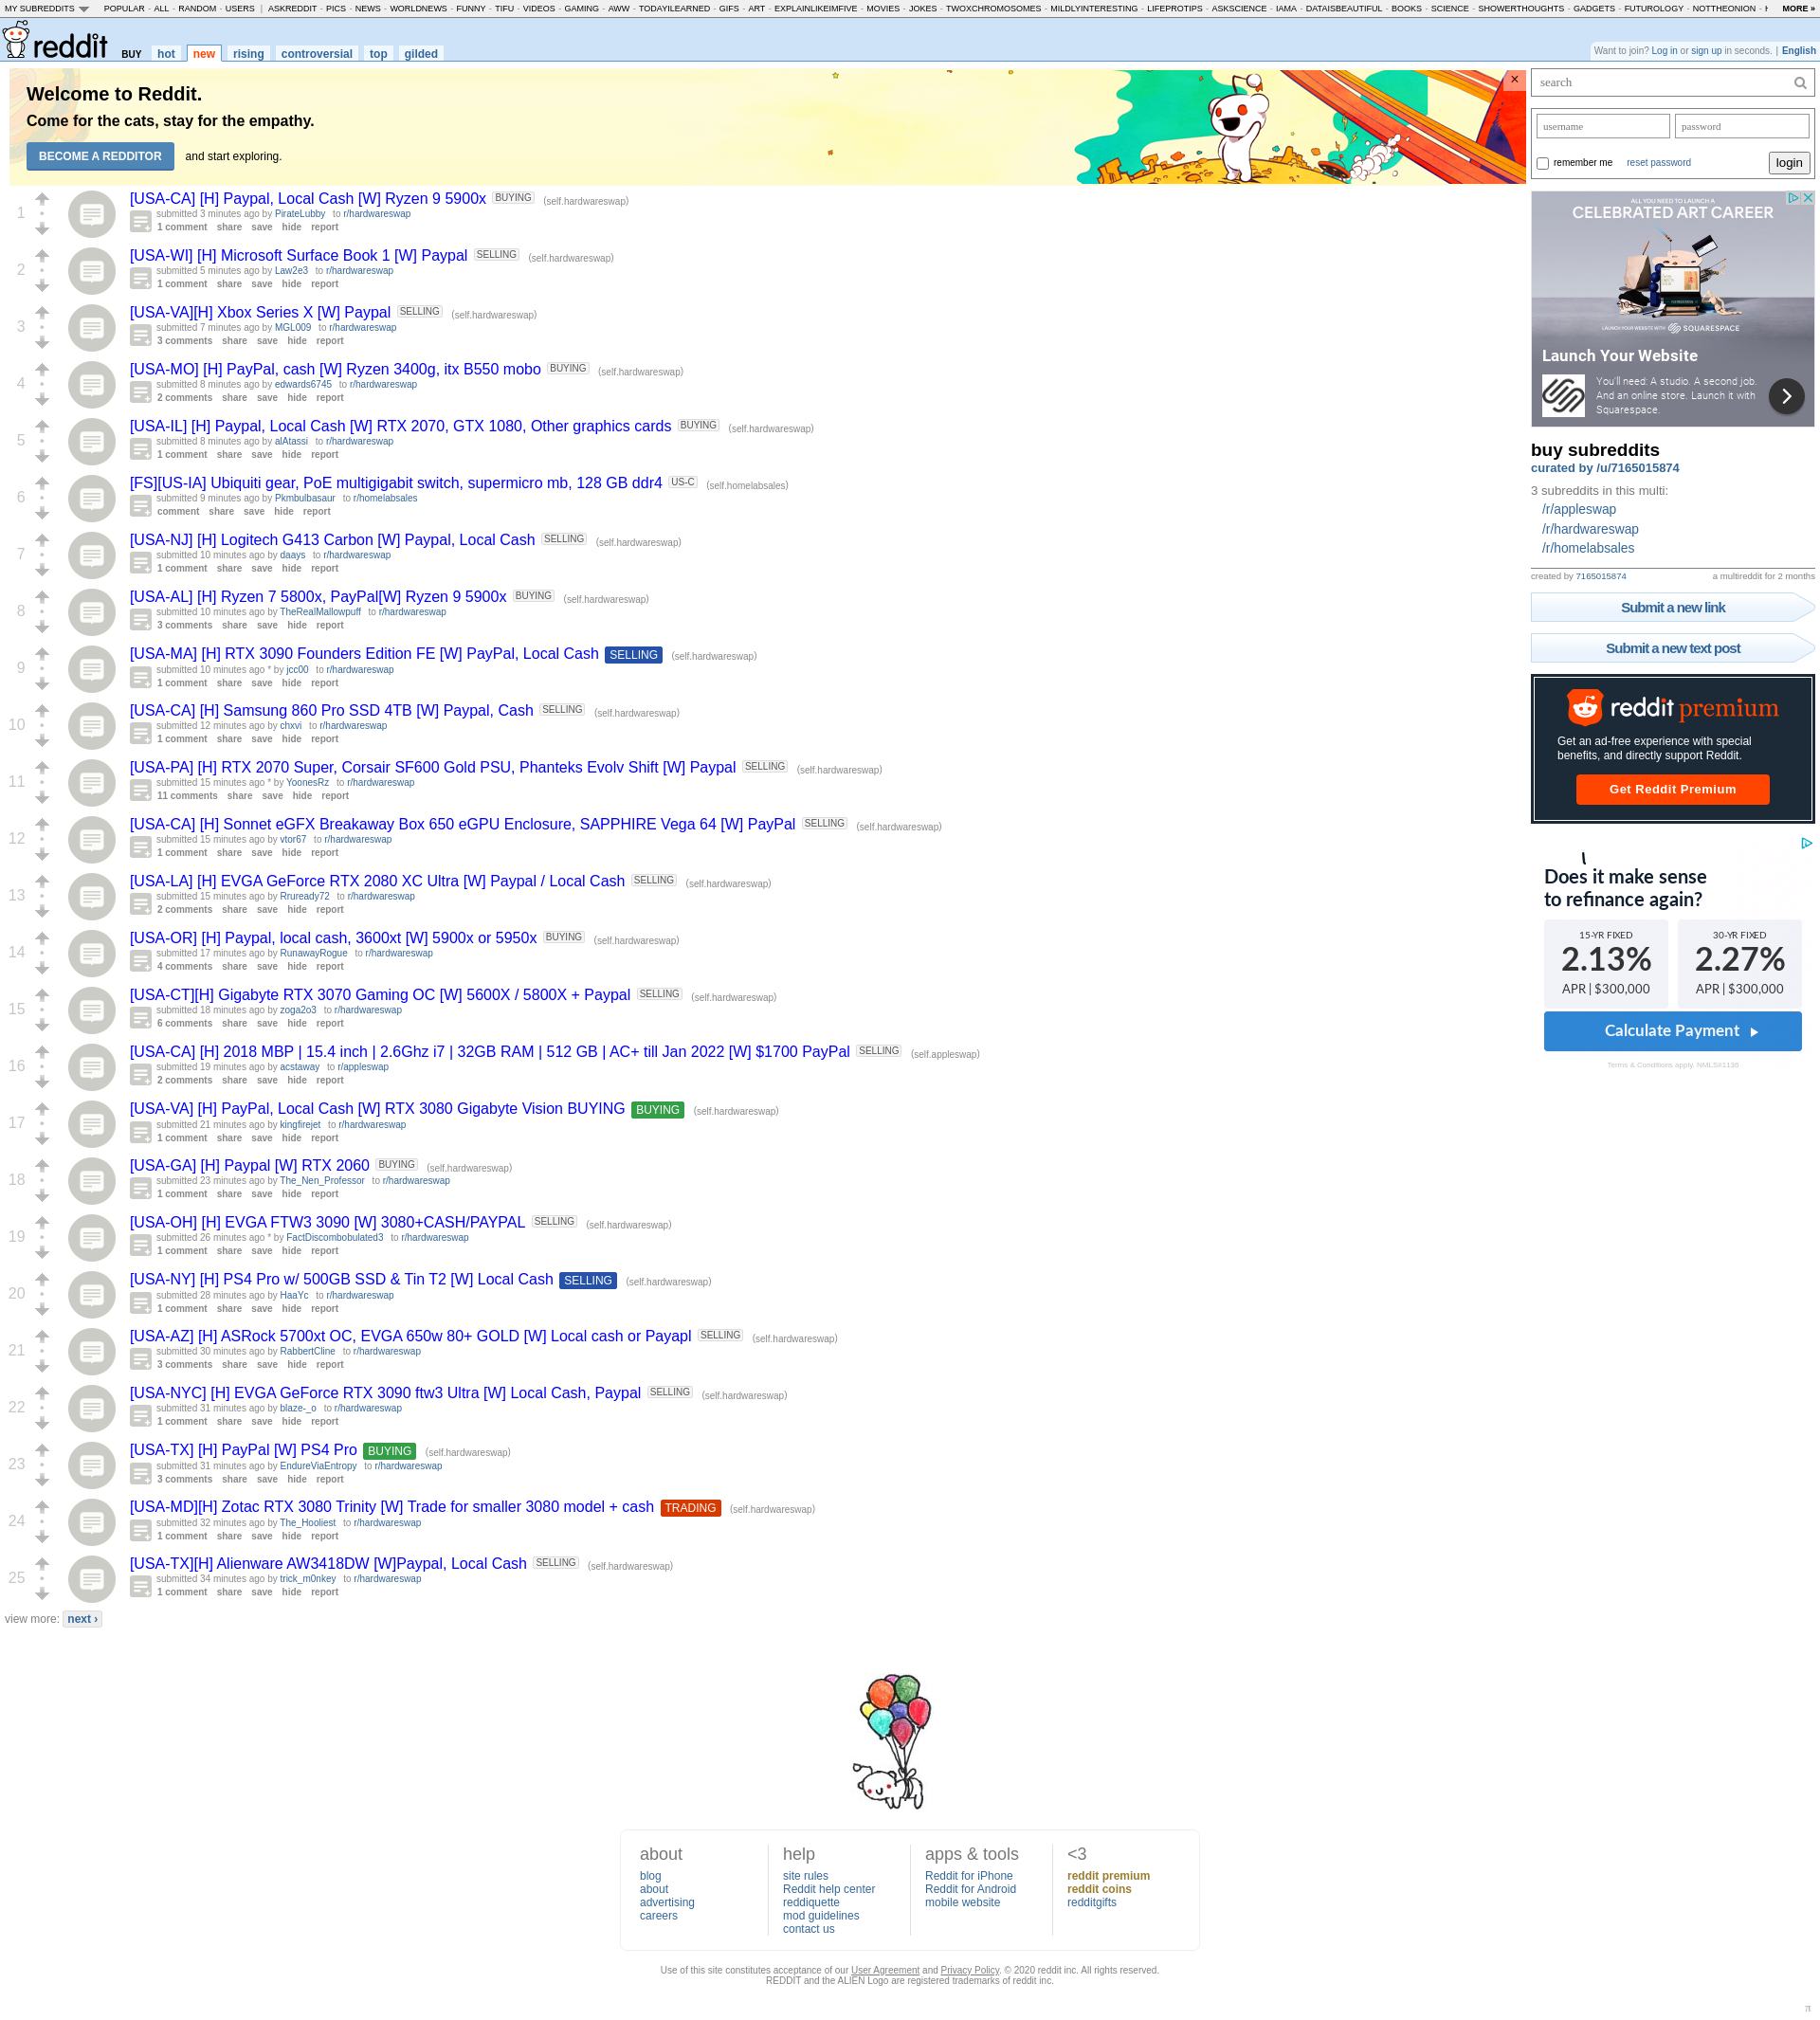 MY SUBREDDITS POPULAR - ALL - RANDOM - USERS | ASKREDDIT - PICS - NEWS - WORLDNEWS - FUNNY - TIFU - VIDEOS - GAMING - AWW - TODAYILEARNED - GIFS - ART - EXPLAINLIKEIMFIVE - MOVIES - JOKES - TWOXCHROMOSOMES - MILDLYINTERESTING - LIFEPROTIPS - ASKSCIENCE - IAMA - DATAISBEAUTIFUL - BOOKS - SCIENCE - SHOWERTHOUGHTS - GADGETS - FUTUROLOGY - NOTTHEONION - MORE »
reddit BUY hot new rising controversial top gilded
Want to join? Log in or sign up in seconds. | English
Welcome to Reddit.
Come for the cats, stay for the empathy.
BECOME A REDDITOR and start exploring.
×
1
[USA-CA] [H] Paypal, Local Cash [W] Ryzen 9 5900x BUYING (self.hardwareswap)
submitted 3 minutes ago by PirateLubby to r/hardwareswap
1 comment share save hide report
2
[USA-WI] [H] Microsoft Surface Book 1 [W] Paypal SELLING (self.hardwareswap)
submitted 5 minutes ago by Law2e3 to r/hardwareswap
1 comment share save hide report
3
[USA-VA][H] Xbox Series X [W] Paypal SELLING (self.hardwareswap)
submitted 7 minutes ago by MGL009 to r/hardwareswap
3 comments share save hide report
4
[USA-MO] [H] PayPal, cash [W] Ryzen 3400g, itx B550 mobo BUYING (self.hardwareswap)
submitted 8 minutes ago by edwards6745 to r/hardwareswap
2 comments share save hide report
5
[USA-IL] [H] Paypal, Local Cash [W] RTX 2070, GTX 1080, Other graphics cards BUYING (self.hardwareswap)
submitted 8 minutes ago by alAtassi to r/hardwareswap
1 comment share save hide report
6
[FS][US-IA] Ubiquiti gear, PoE multigigabit switch, supermicro mb, 128 GB ddr4 US-C (self.homelabsales)
submitted 9 minutes ago by Pkmbulbasaur to r/homelabsales
comment share save hide report
7
[USA-NJ] [H] Logitech G413 Carbon [W] Paypal, Local Cash SELLING (self.hardwareswap)
submitted 10 minutes ago by daays to r/hardwareswap
1 comment share save hide report
8
[USA-AL] [H] Ryzen 7 5800x, PayPal[W] Ryzen 9 5900x BUYING (self.hardwareswap)
submitted 10 minutes ago by TheRealMallowpuff to r/hardwareswap
3 comments share save hide report
9
[USA-MA] [H] RTX 3090 Founders Edition FE [W] PayPal, Local Cash SELLING (self.hardwareswap)
submitted 10 minutes ago * by jcc00 to r/hardwareswap
1 comment share save hide report
10
[USA-CA] [H] Samsung 860 Pro SSD 4TB [W] Paypal, Cash SELLING (self.hardwareswap)
submitted 12 minutes ago by chxvi to r/hardwareswap
1 comment share save hide report
11
[USA-PA] [H] RTX 2070 Super, Corsair SF600 Gold PSU, Phanteks Evolv Shift [W] Paypal SELLING (self.hardwareswap)
submitted 15 minutes ago * by YoonesRz to r/hardwareswap
11 comments share save hide report
12
[USA-CA] [H] Sonnet eGFX Breakaway Box 650 eGPU Enclosure, SAPPHIRE Vega 64 [W] PayPal SELLING (self.hardwareswap)
submitted 15 minutes ago by vtor67 to r/hardwareswap
1 comment share save hide report
13
[USA-LA] [H] EVGA GeForce RTX 2080 XC Ultra [W] Paypal / Local Cash SELLING (self.hardwareswap)
submitted 15 minutes ago by Rruready72 to r/hardwareswap
2 comments share save hide report
14
[USA-OR] [H] Paypal, local cash, 3600xt [W] 5900x or 5950x BUYING (self.hardwareswap)
submitted 17 minutes ago by RunawayRogue to r/hardwareswap
4 comments share save hide report
15
[USA-CT][H] Gigabyte RTX 3070 Gaming OC [W] 5600X / 5800X + Paypal SELLING (self.hardwareswap)
submitted 18 minutes ago by zoga2o3 to r/hardwareswap
6 comments share save hide report
16
[USA-CA] [H] 2018 MBP | 15.4 inch | 2.6Ghz i7 | 32GB RAM | 512 GB | AC+ till Jan 2022 [W] $1700 PayPal SELLING (self.appleswap)
submitted 19 minutes ago by acstaway to r/appleswap
2 comments share save hide report
17
[USA-VA] [H] PayPal, Local Cash [W] RTX 3080 Gigabyte Vision BUYING BUYING (self.hardwareswap)
submitted 21 minutes ago by kingfirejet to r/hardwareswap
1 comment share save hide report
18
[USA-GA] [H] Paypal [W] RTX 2060 BUYING (self.hardwareswap)
submitted 23 minutes ago by The_Nen_Professor to r/hardwareswap
1 comment share save hide report
19
[USA-OH] [H] EVGA FTW3 3090 [W] 3080+CASH/PAYPAL SELLING (self.hardwareswap)
submitted 26 minutes ago * by FactDiscombobulated3 to r/hardwareswap
1 comment share save hide report
20
[USA-NY] [H] PS4 Pro w/ 500GB SSD & Tin T2 [W] Local Cash SELLING (self.hardwareswap)
submitted 28 minutes ago by HaaYc to r/hardwareswap
1 comment share save hide report
21
[USA-AZ] [H] ASRock 5700xt OC, EVGA 650w 80+ GOLD [W] Local cash or Payapl SELLING (self.hardwareswap)
submitted 30 minutes ago by RabbertCline to r/hardwareswap
3 comments share save hide report
22
[USA-NYC] [H] EVGA GeForce RTX 3090 ftw3 Ultra [W] Local Cash, Paypal SELLING (self.hardwareswap)
submitted 31 minutes ago by blaze-_o to r/hardwareswap
1 comment share save hide report
23
[USA-TX] [H] PayPal [W] PS4 Pro BUYING (self.hardwareswap)
submitted 31 minutes ago by EndureViaEntropy to r/hardwareswap
3 comments share save hide report
24
[USA-MD][H] Zotac RTX 3080 Trinity [W] Trade for smaller 3080 model + cash TRADING (self.hardwareswap)
submitted 32 minutes ago by The_Hooliest to r/hardwareswap
1 comment share save hide report
25
[USA-TX][H] Alienware AW3418DW [W]Paypal, Local Cash SELLING (self.hardwareswap)
submitted 34 minutes ago by trick_m0nkey to r/hardwareswap
1 comment share save hide report
view more: next ›
search
username password
remember me reset password login
ALL YOU NEED TO LAUNCH A
CELEBRATED ART CAREER
LAUNCH YOUR WEBSITE WITH SQUARESPACE
Launch Your Website
You'll need: A studio. A second job.
And an online store. Launch it with
Squarespace.
buy subreddits
curated by /u/7165015874
3 subreddits in this multi:
/r/appleswap
/r/hardwareswap
/r/homelabsales
created by 7165015874 a multireddit for 2 months
Submit a new link
Submit a new text post
reddit premium
Get an ad-free experience with special
benefits, and directly support Reddit.
Get Reddit Premium
Does it make sense
to refinance again?
15-YR FIXED 30-YR FIXED
2.13% 2.27%
APR | $300,000 APR | $300,000
Calculate Payment
Terms & Conditions apply. NMLS#1136
about
blog
about
advertising
careers
help
site rules
Reddit help center
reddiquette
mod guidelines
contact us
apps & tools
Reddit for iPhone
Reddit for Android
mobile website
<3
reddit premium
reddit coins
redditgifts
Use of this site constitutes acceptance of our User Agreement and Privacy Policy. © 2020 reddit inc. All rights reserved.
REDDIT and the ALIEN Logo are registered trademarks of reddit inc.
π